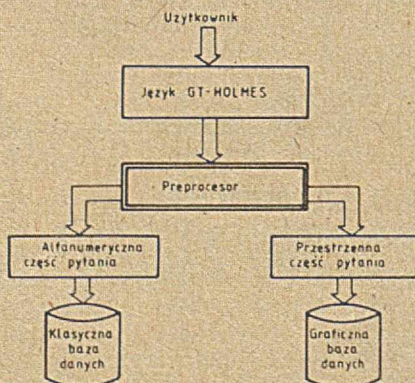 Użytkownik
Język GT-HOLMES
Preprocesor
Alfanumeryczna
część pytania
Przestrzenna
część pytania
Klasyczna
baza
danych
Graficzna
baza
danych